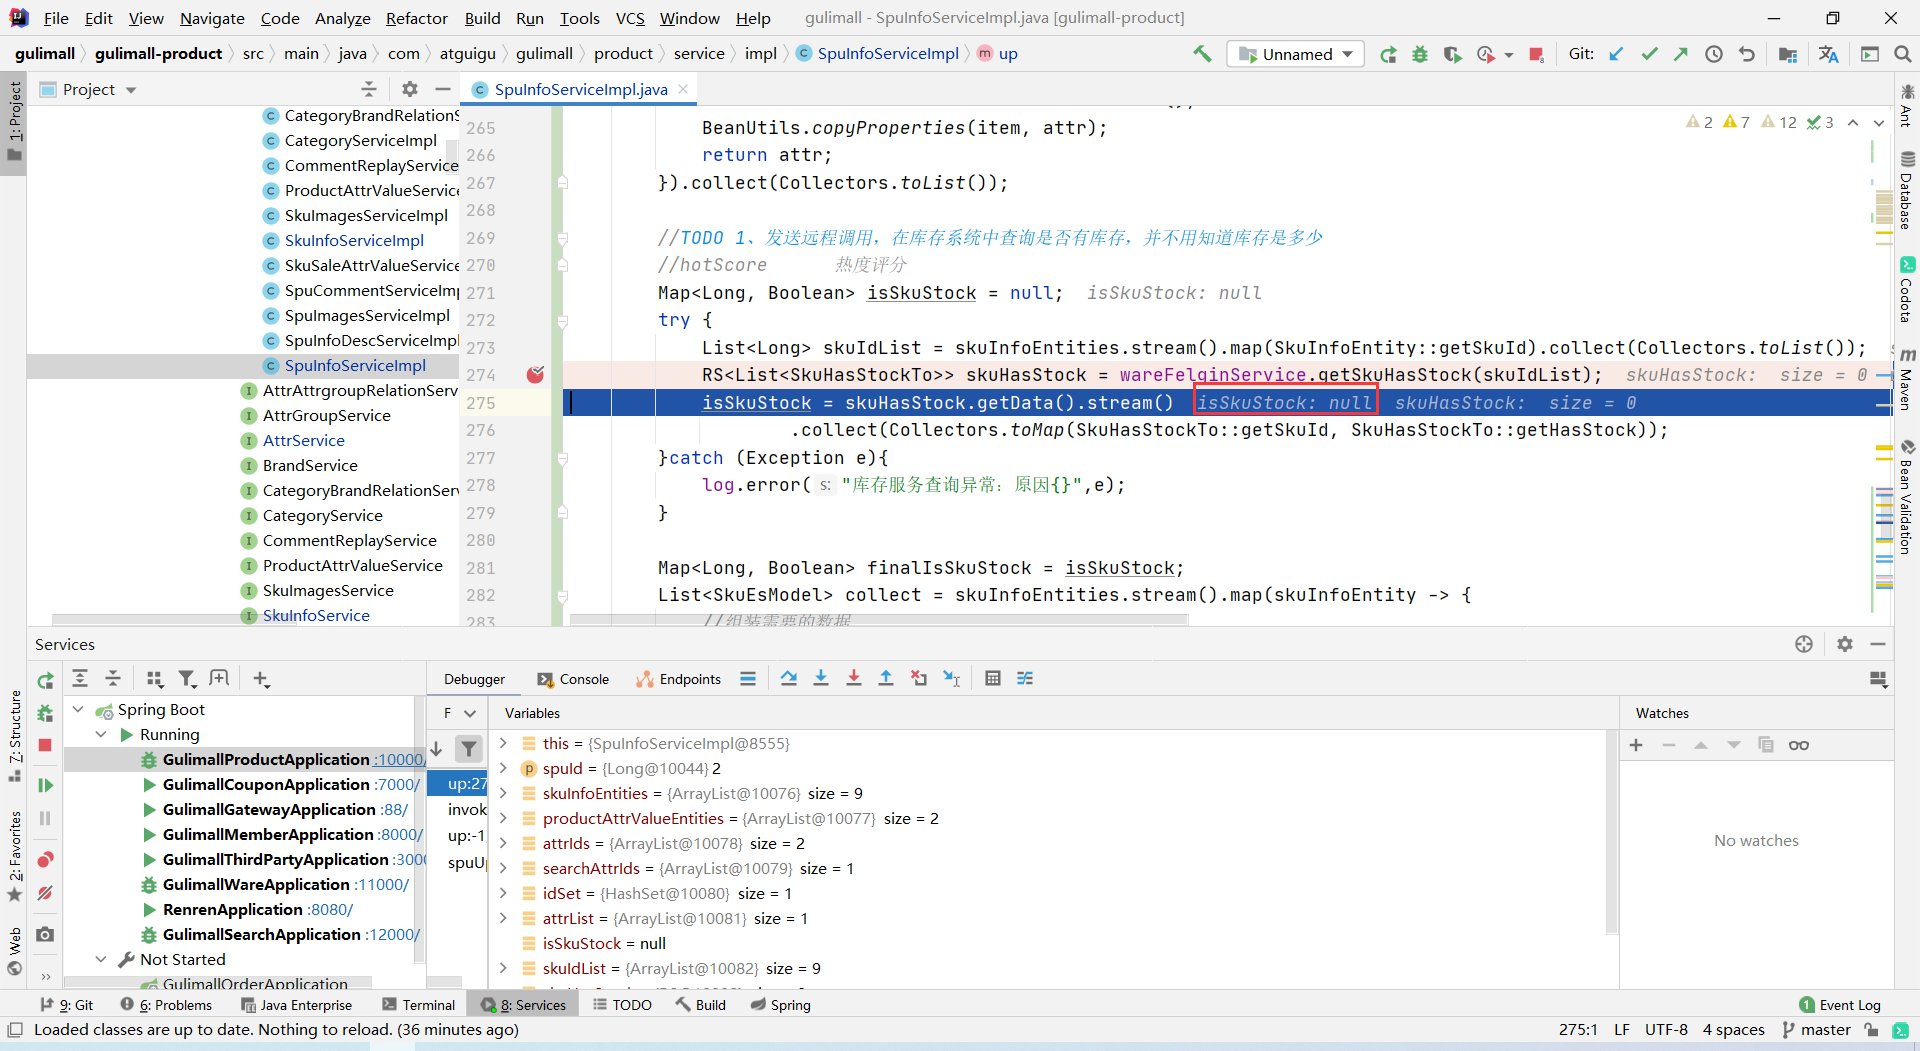 File Edit View Navigate Code Analyze Refactor Build Run Tools VCS Window Help gulimall - SpuInfoServiceImpl.java [gulimall-product]
gulimall gulimall-product src main java com atguigu gulimall product service impl SpuInfoServiceImpl up Unnamed Git:
Project
SpuInfoServiceImpl.java
1: Project
CategoryBrandRelationS
CategoryServiceImpl
CommentReplayService
ProductAttrValueService
SkuImagesServiceImpl
SkuInfoServiceImpl
SkuSaleAttrValueService
SpuCommentServiceImp
SpuImagesServiceImpl
SpuInfoDescServiceImpl
SpuInfoServiceImpl
AttrAttrgroupRelationServ
AttrGroupService
AttrService
BrandService
CategoryBrandRelationServ
CategoryService
CommentReplayService
ProductAttrValueService
SkuImagesService
SkuInfoService
2 7 12 3
265 BeanUtils.copyProperties(item, attr);
266 return attr;
267 }).collect(Collectors.toList());
268
269 //TODO 1、发送远程调用，在库存系统中查询是否有库存，并不用知道库存是多少
270 //hotScore 热度评分
271 Map<Long, Boolean> isSkuStock = null; isSkuStock: null
272 try {
273 List<Long> skuIdList = skuInfoEntities.stream().map(SkuInfoEntity::getSkuId).collect(Collectors.toList());
274 RS<List<SkuHasStockTo>> skuHasStock = wareFeignService.getSkuHasStock(skuIdList); skuHasStock: size = 0
275 isSkuStock = skuHasStock.getData().stream() isSkuStock: null skuHasStock: size = 0
276 .collect(Collectors.toMap(SkuHasStockTo::getSkuId, SkuHasStockTo::getHasStock));
277 }catch (Exception e){
278 log.error( s: "库存服务查询异常：原因{}",e);
279 }
280
281 Map<Long, Boolean> finalIsSkuStock = isSkuStock;
282 List<SkuEsModel> collect = skuInfoEntities.stream().map(skuInfoEntity -> {
283 //组装需要的数据
Ant
Database
Codota
Maven
Bean Validation
Services
Debugger Console Endpoints
7: Structure
2: Favorites
Web
Spring Boot
Running
GulimallProductApplication :10000/
GulimallCouponApplication :7000/
GulimallGatewayApplication :88/
GulimallMemberApplication :8000/
GulimallThirdPartyApplication :3000
GulimallWareApplication :11000/
RenrenApplication :8080/
GulimallSearchApplication :12000/
Not Started
GulimallOrderApplication
F
up:27
invok
up:-1
spuUp
Variables
this = {SpuInfoServiceImpl@8555}
spuId = {Long@10044} 2
skuInfoEntities = {ArrayList@10076} size = 9
productAttrValueEntities = {ArrayList@10077} size = 2
attrIds = {ArrayList@10078} size = 2
searchAttrIds = {ArrayList@10079} size = 1
idSet = {HashSet@10080} size = 1
attrList = {ArrayList@10081} size = 1
isSkuStock = null
skuIdList = {ArrayList@10082} size = 9
Watches
No watches
9: Git 6: Problems Java Enterprise Terminal 8: Services TODO Build Spring 1 Event Log
Loaded classes are up to date. Nothing to reload. (36 minutes ago) 275:1 LF UTF-8 4 spaces master